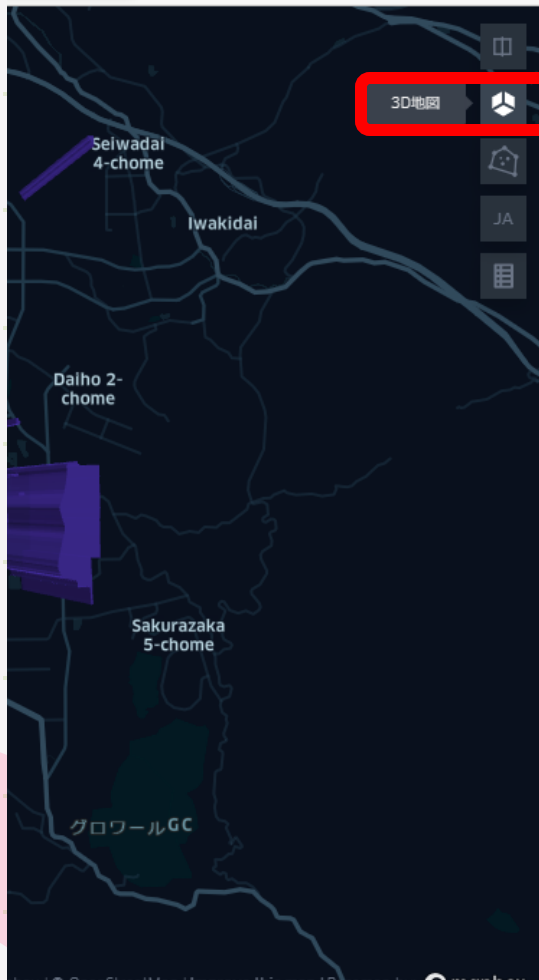 3D地図
Seiwadai
4-chome
Iwakidai
JA
Daiho 2-
chome
Sakurazaka
5-chome
グロワールGC